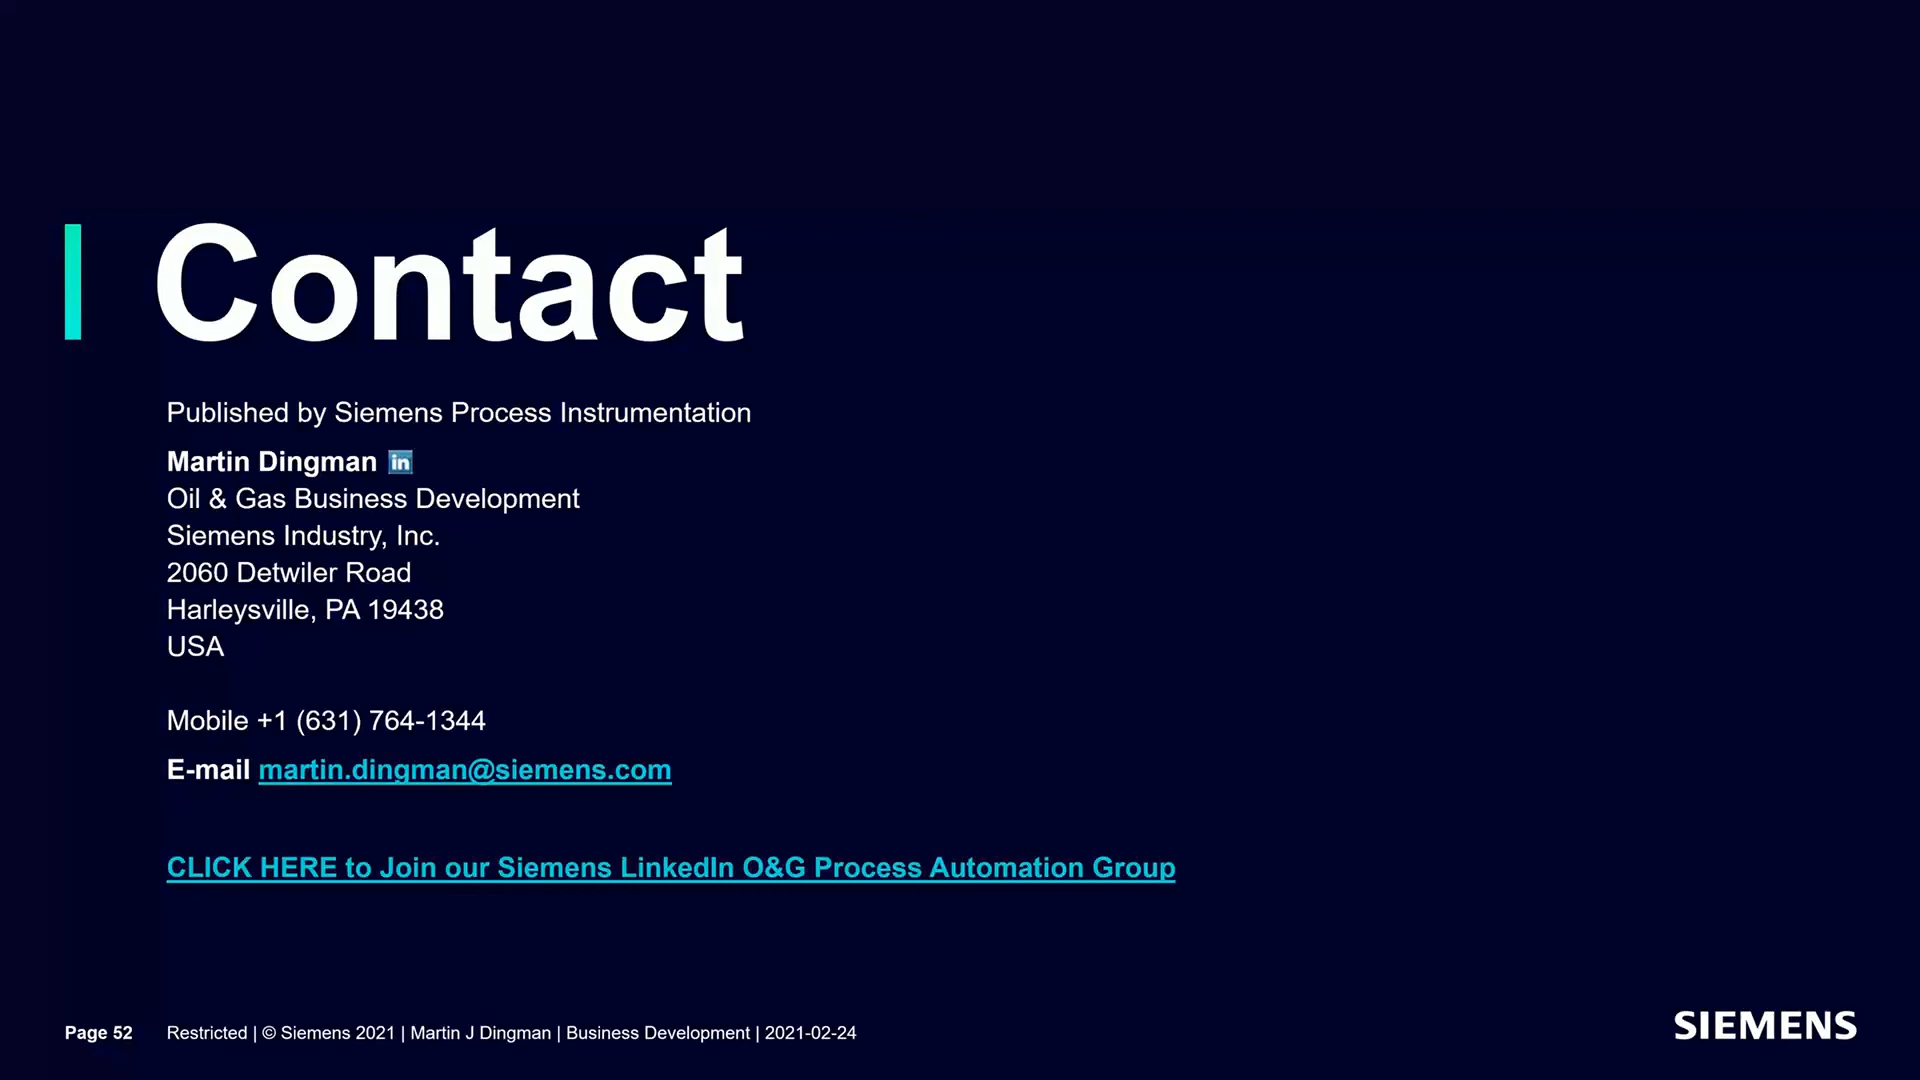 Contact
Published by Siemens Process Instrumentation
Martin Dingman in
Oil & Gas Business Development
Siemens Industry, Inc.
2060 Detwiler Road
Harleysville, PA 19438
USA
Mobile +1 (631) 764-1344
E-mail martin.dingman@siemens.com
CLICK HERE to Join our Siemens LinkedIn O&G Process Automation Group
Page 52 Restricted | © Siemens 2021 | Martin J Dingman | Business Development | 2021-02-24
SIEMENS